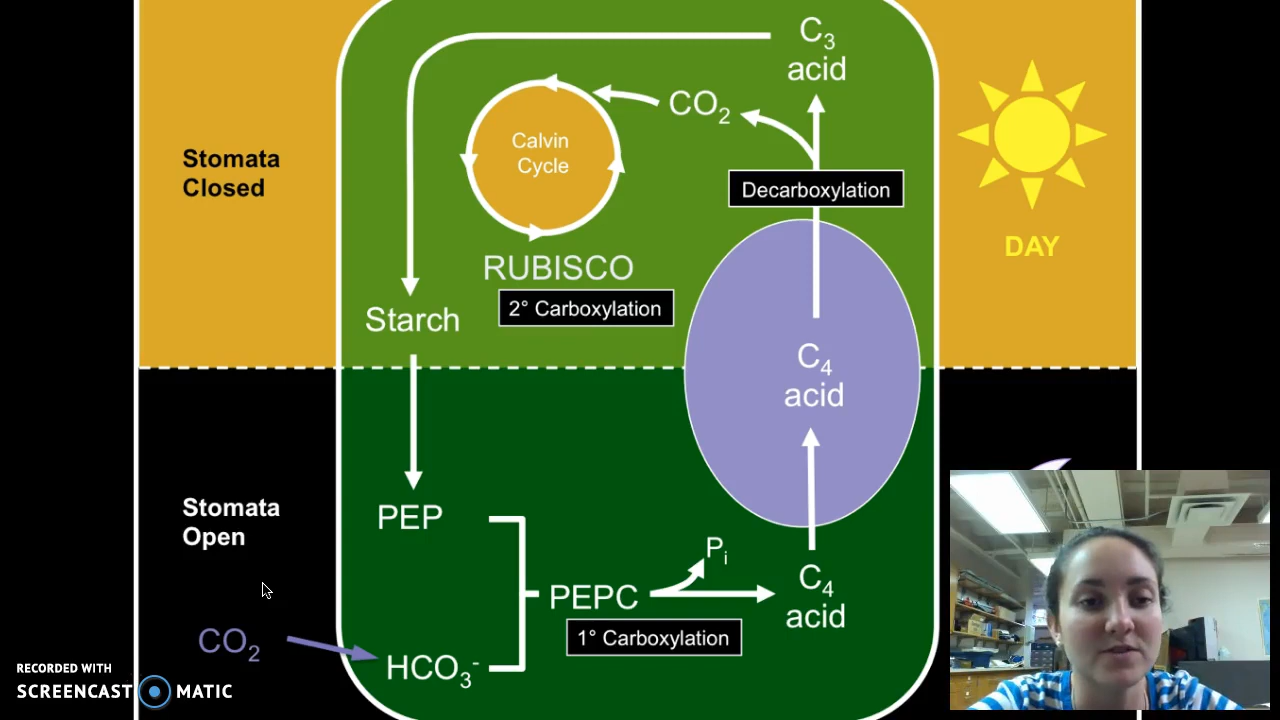 C3
acid
CO2
Calvin
Cycle
Stomata
Closed
Decarboxylation
DAY
RUBISCO
2° Carboxylation
Starch
C4
acid
Stomata
Open
PEP
Pi
PEPC
C4
acid
1° Carboxylation
CO2
HCO3-
RECORDED WITH
SCREENCAST MATIC